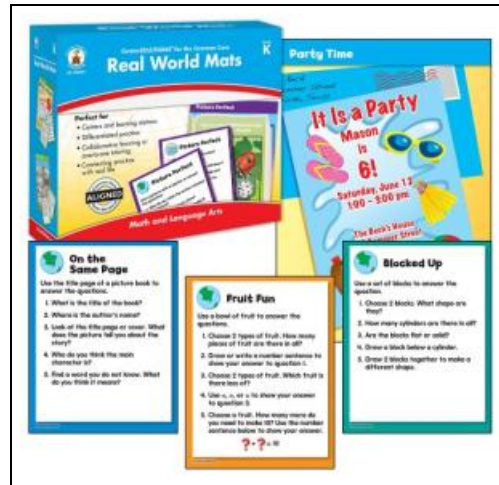 CenterSOLUTIONS for the Common Core
Real World Mats
K
Perfect for
• Centers and learning stations
• Differentiated practice
• Collaborative learning or
• Connecting practice
with real life
ALIGNED
Math and Language Arts
Picture Perfect
Picture Perfect
Picture Perfect
Party Time
It Is a Party
Mason
is
6!
Saturday, June 12
1:00 - 3:00 pm
The Beck's House
Street
On the
Same Page
Use the title page of a picture book to
answer the questions.
1. What is the title of the book?
2. Where is the author's name?
3. Look at the title page or cover. What
does the picture tell you about the
story?
4. Who do you think the main
character is?
5. Find a word you do not know. What
do you think it means?
Fruit Fun
Use a bowl of fruit to answer the
questions.
1. Choose 2 types of fruit. How many
pieces of fruit are there in all?
2. Draw or write a number sentence to
show your answer to question 1.
3. Choose 2 types of fruit. Which fruit is
there less of?
4. Use
to show your answer
to question 3.
5. Choose a fruit. How many more do
you need to make 10? Use the number
sentence below to show your answer.
? + ? = 10
Blocked Up
Use a set of blocks to answer the
question.
1. Choose 2 blocks. What shape are
they?
2. How many cylinders are there in all?
3. Are the blocks flat or solid?
4. Draw a block below a cylinder.
5. Draw 2 blocks together to make a
different shape.